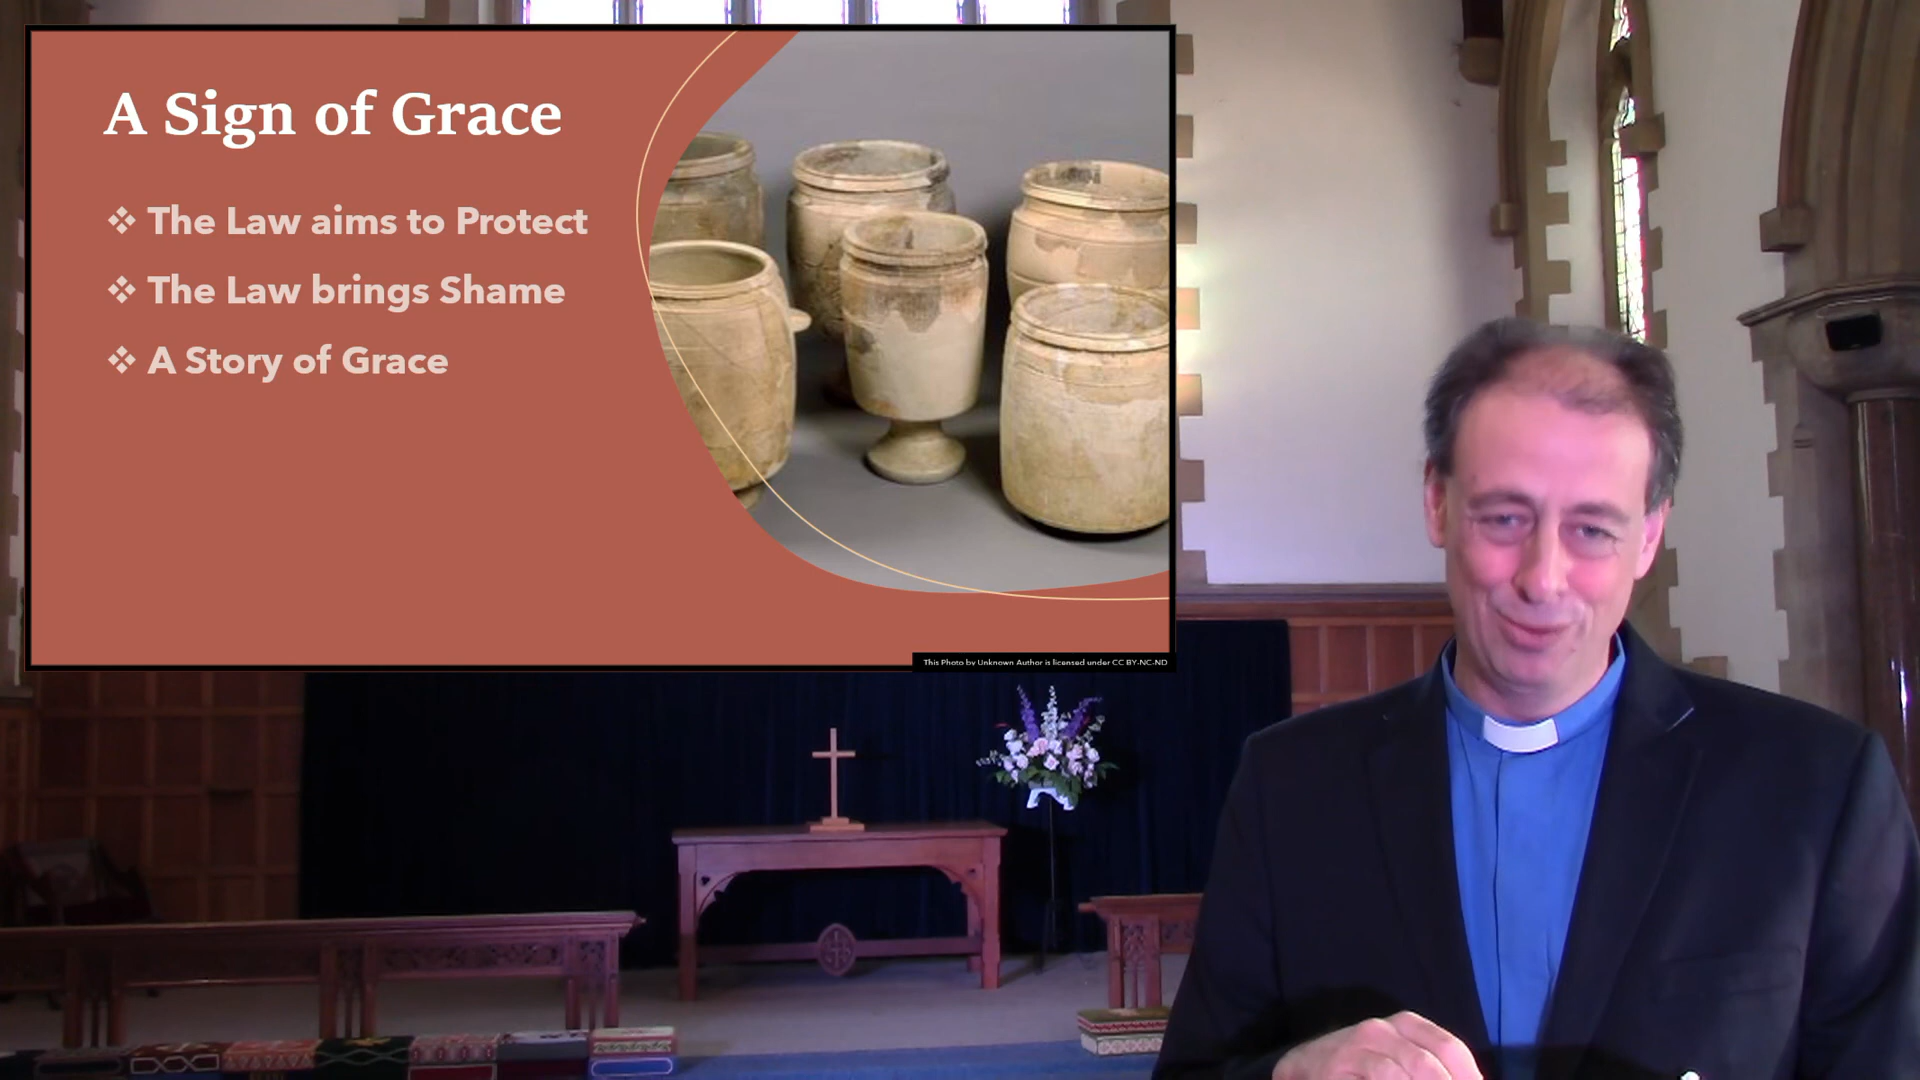 A Sign of Grace
❖ The Law aims to Protect
❖ The Law brings Shame
❖ A Story of Grace
This Photo by Unknown Author is licensed under CC BY-NC-ND